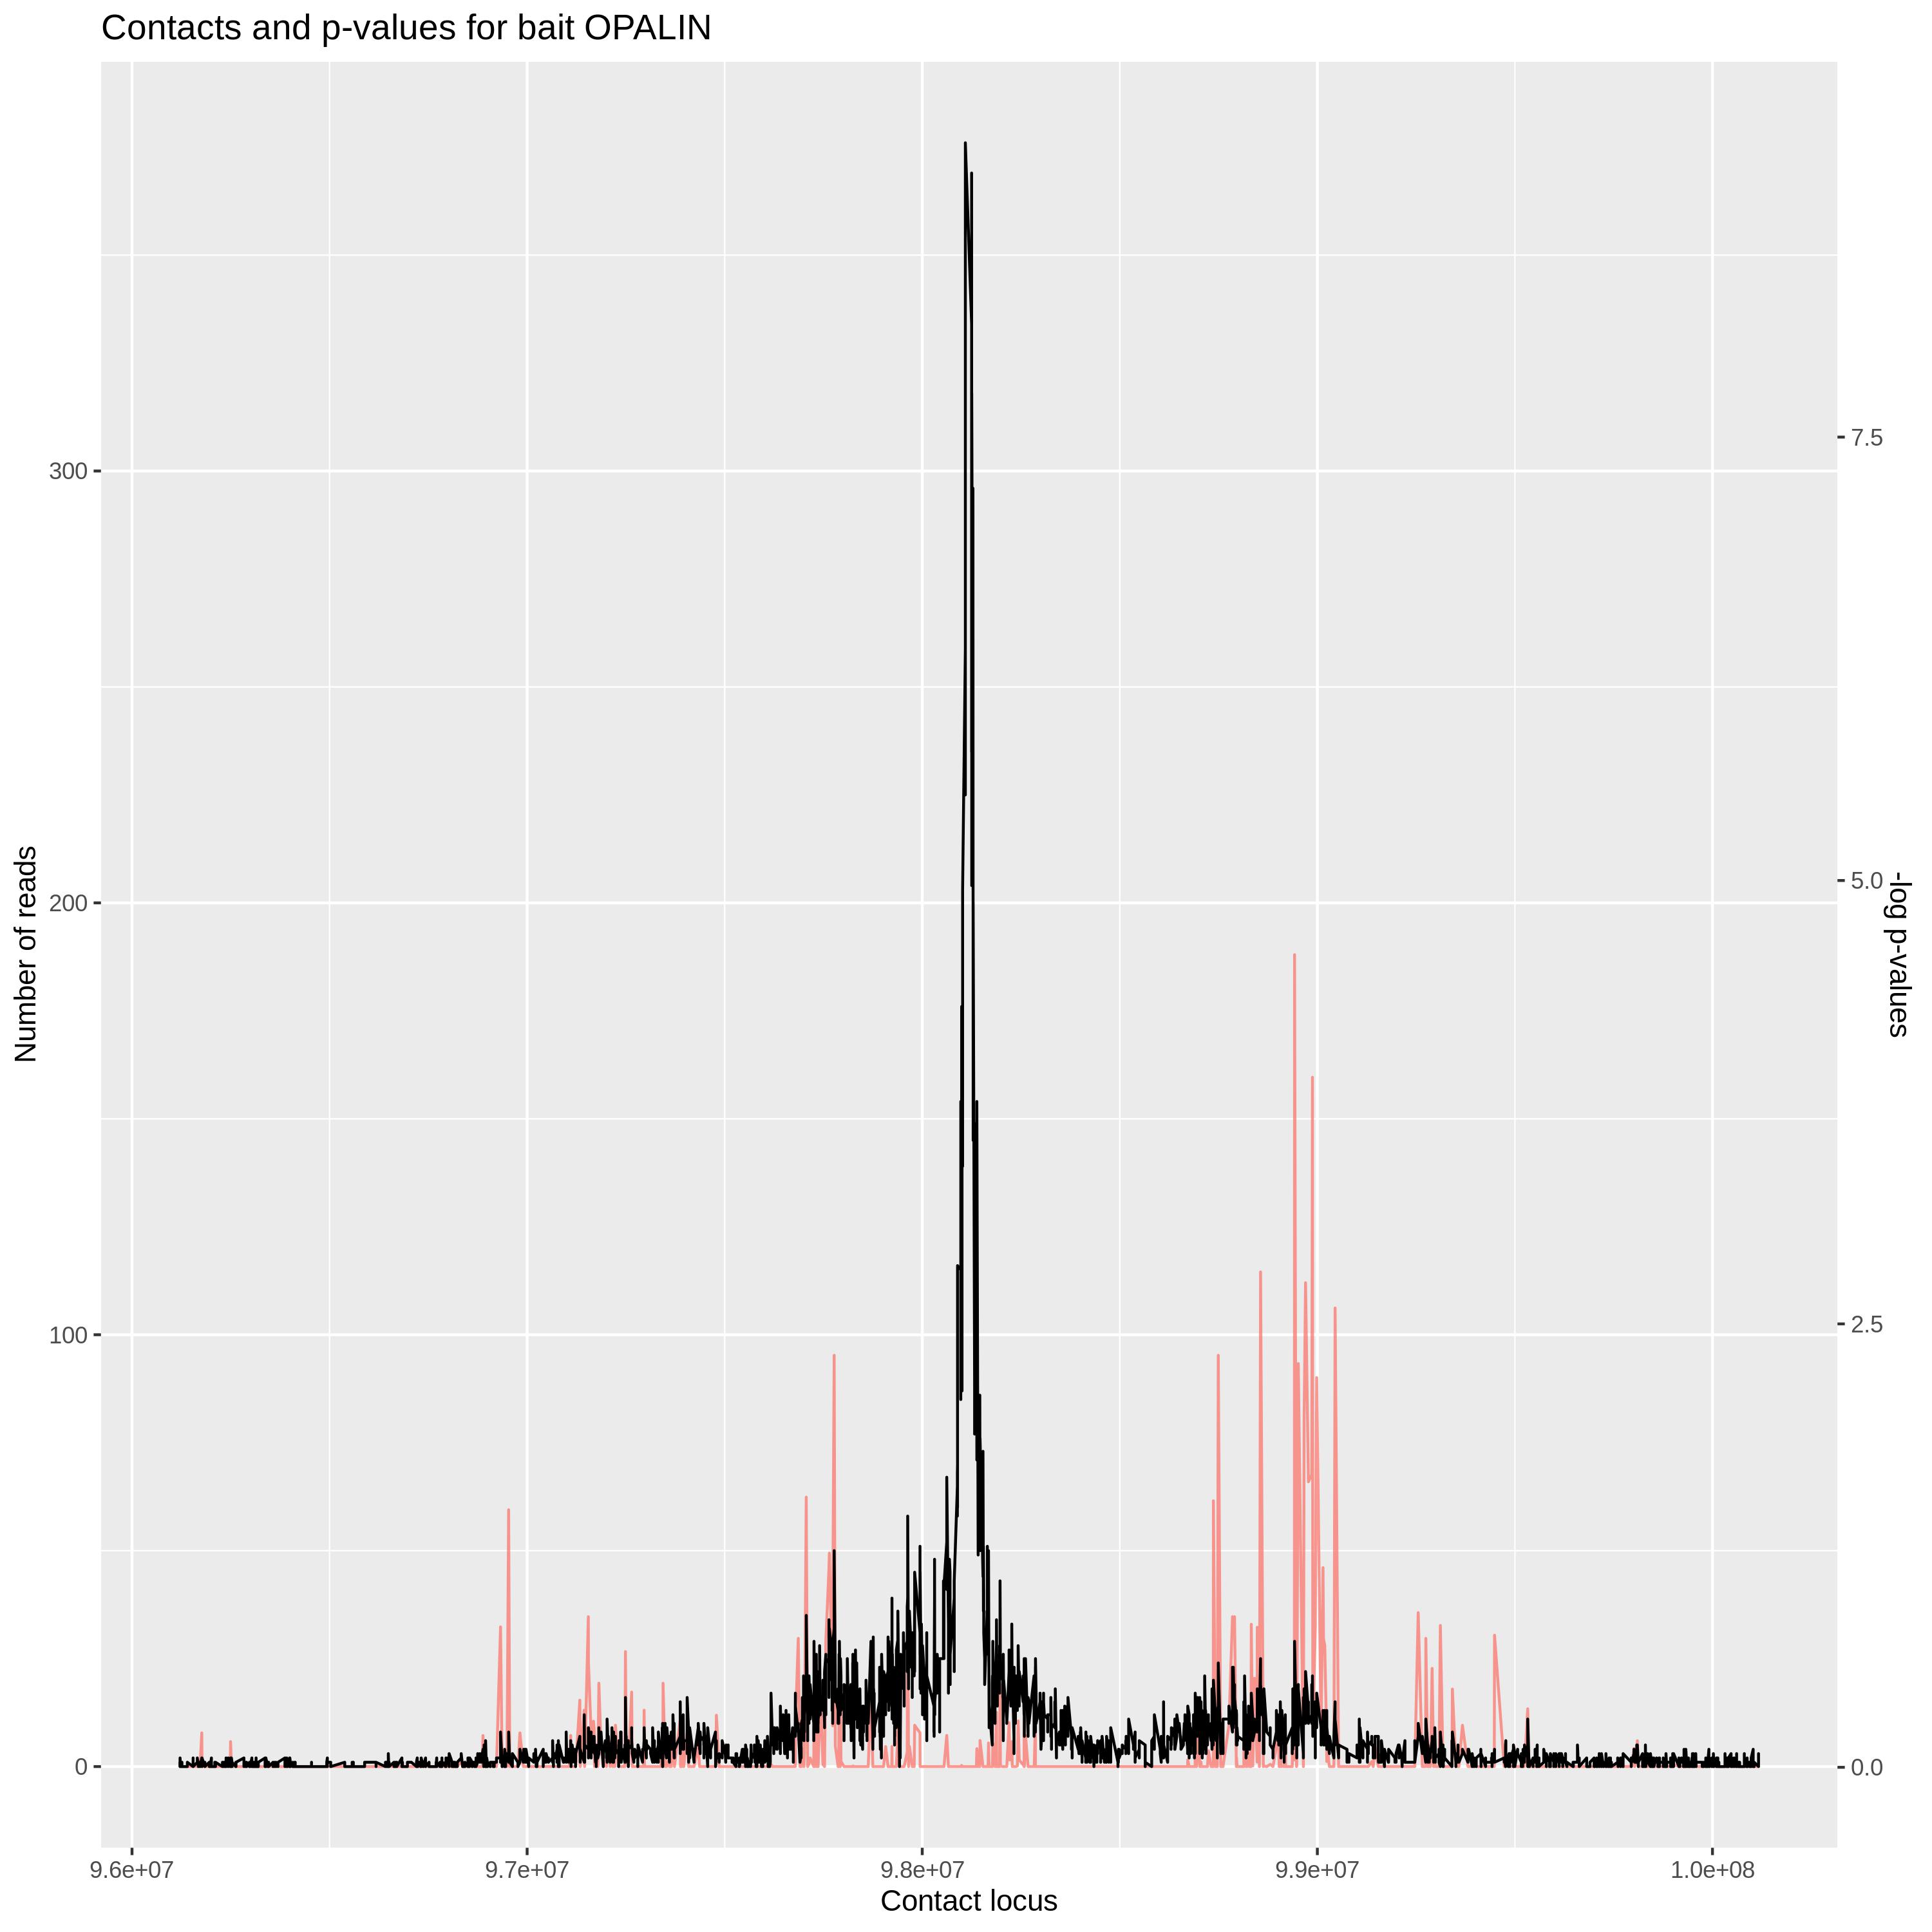 Contacts and p-values for bait OPALIN
Number of reads
300
200
100
0
7.5
5.0
2.5
0.0
-log p-values
9.6e+07
9.7e+07
9.8e+07
9.9e+07
1.0e+08
Contact locus